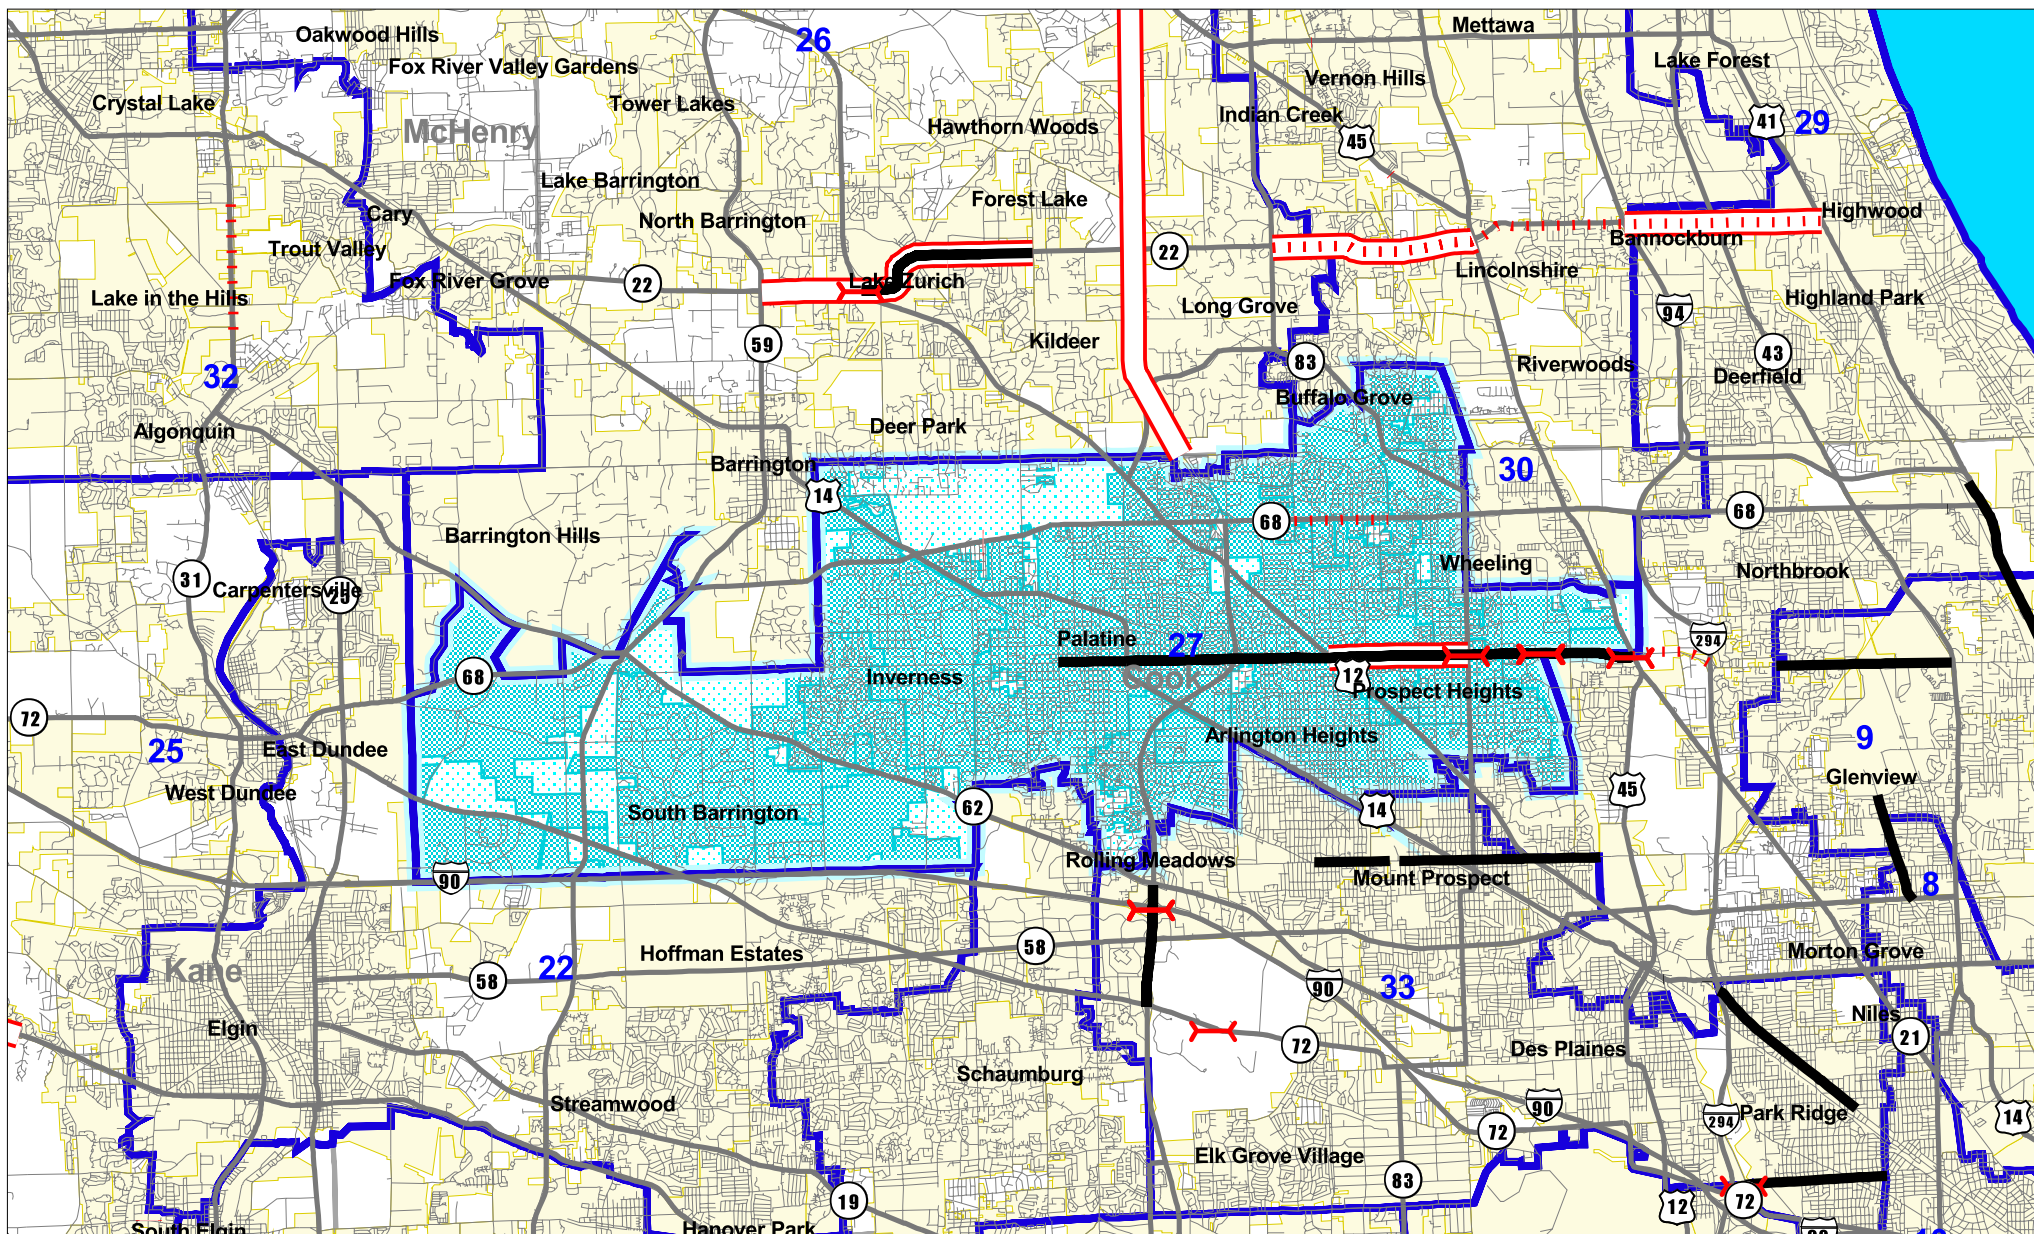 Mettawa
Oakwood Hills
26
Lake Forest
Fox River Valley Gardens
Vernon Hills
Crystal Lake
Tower Lakes
Indian Creek
41
29
McHenry
Hawthorn Woods
45
Lake Barrington
Forest Lake
Cary
North Barrington
Highwood
Trout Valley
Bannockburn
22
Fox River Grove
22
Lake Zurich
Lincolnshire
Lake in the Hills
Long Grove
Highland Park
94
59
Kildeer
83
43
32
Riverwoods
Deerfield
Buffalo Grove
Algonquin
Deer Park
Barrington
30
14
68
68
Barrington Hills
Wheeling
Northbrook
31
Carpentersville
25
Palatine
27
294
68
Inverness
Cook
12
Prospect Heights
72
25
East Dundee
Arlington Heights
9
Glenview
West Dundee
45
South Barrington
62
14
Rolling Meadows
90
Mount Prospect
8
Hoffman Estates
58
Morton Grove
Kane
58
22
90
33
Elgin
Niles
72
21
Des Plaines
Schaumburg
Streamwood
90
294
Park Ridge
14
72
Elk Grove Village
83
19
12
72
South Elgin
Hanover Park